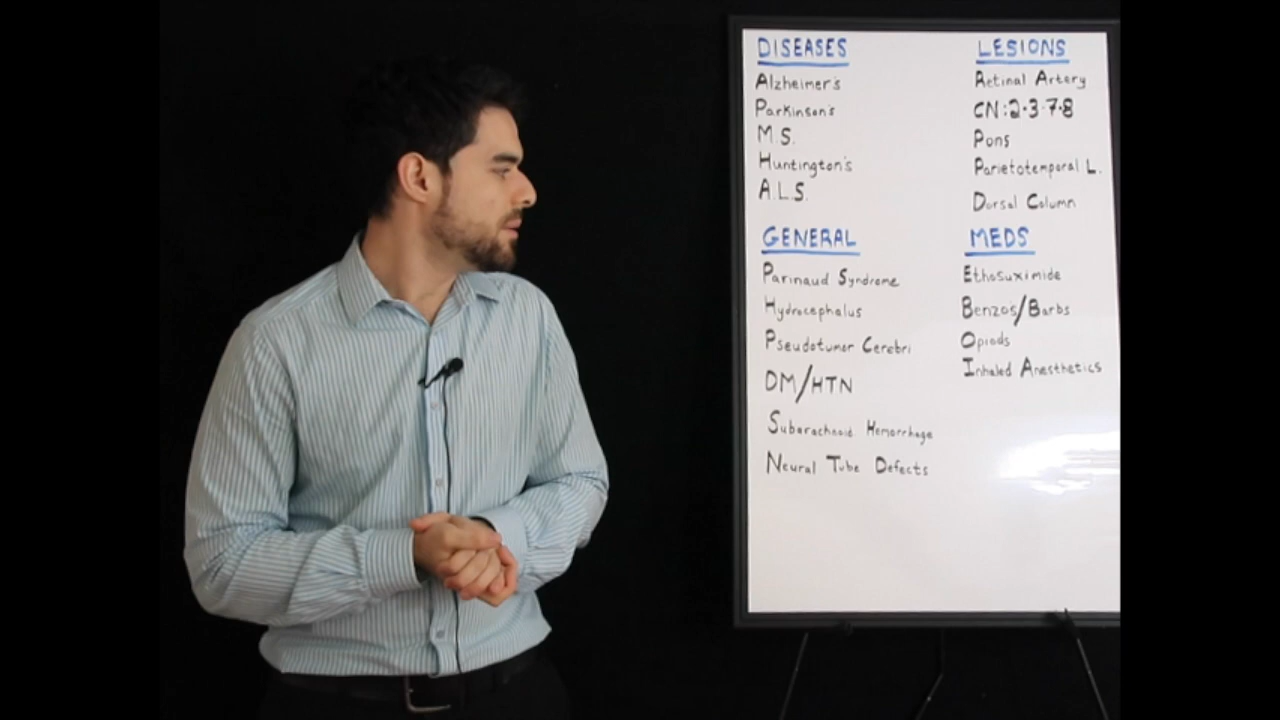 DISEASES
Alzheimer's
Parkinson's
M.S.
Huntington's
A.L.S.
GENERAL
Parinaud Syndrome
Hydrocephalus
Pseudotumor Cerebri
DM/HTN
Subarachnoid Hemorrhage
Neural Tube Defects
LESIONS
Retinal Artery
CN:2·3·7·8
Pons
Parietotemporal L.
Dorsal Column
MEDS
Ethosuximide
Benzos/Barbs
Opiods
Inhaled Anesthetics